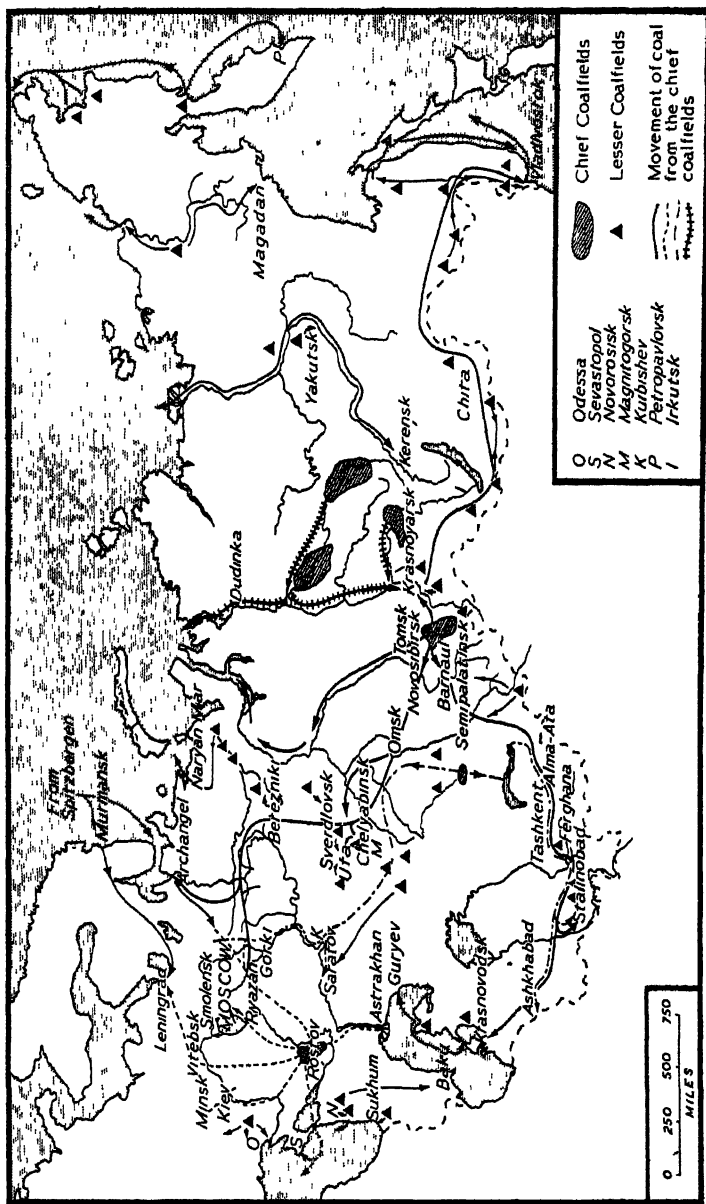 From
Spitzbergen
Murmansk
Archangel
Naryan Mar
Dudinka
Leningrad
Vitebsk
Smolensk
MOSCOW
Gorki
Ryazan
Minsk
Kiev
Berezniki
Sverdlovsk
Ufa
Chelyabinsk
M
Omsk
Tomsk
Novosibirsk
Barnaul
Semipalatinsk
Krasnoyarsk
Kerensk
Yakutsk
Magadan
P
Chita
Vladivostok
I
K
Saratov
Rostov
O
S
N
Sukhum
Astrakhan
Guryev
Baku
Krasnovodsk
Ashkhabad
Tashkent
Alma-Ata
Ferghana
Stalinobad
0 250 500 750
MILES
O Odessa
S Sevastopol
N Novorosisk
M Magnitogorsk
K Kuibishev
P Petropavlovsk
I Irkutsk
Chief Coalfields
Lesser Coalfields
Movement of coal
from the chief
coalfields